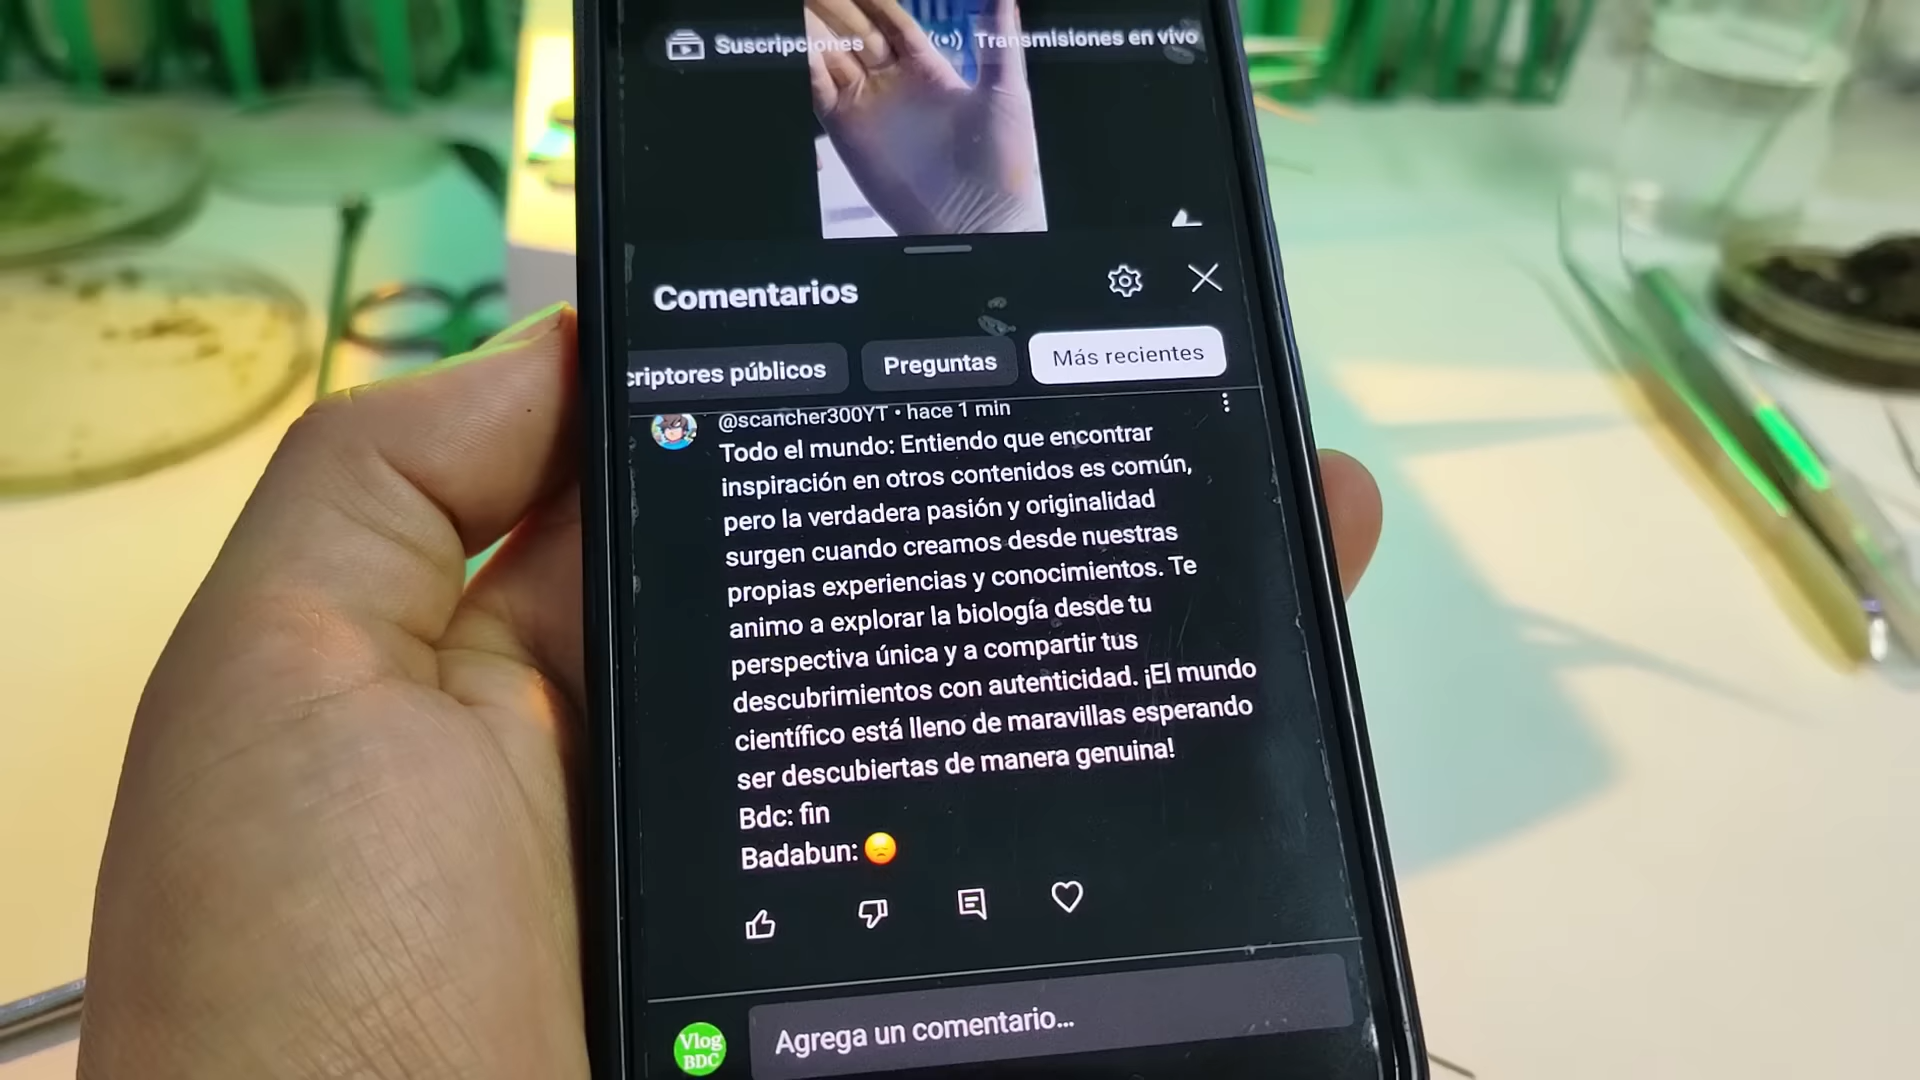 Suscripciones
Transmisiones en vivo
Comentarios
criptores públicos
Preguntas
Más recientes
@scancher300YT • hace 1 min
Todo el mundo: Entiendo que encontrar
inspiración en otros contenidos es común,
pero la verdadera pasión y originalidad
surgen cuando creamos desde nuestras
propias experiencias y conocimientos. Te
animo a explorar la biología desde tu
perspectiva única y a compartir tus
descubrimientos con autenticidad. ¡El mundo
científico está lleno de maravillas esperando
ser descubiertas de manera genuina!
Bdc: fin
Badabun: 😞
Vlog
BDC
Agrega un comentario...